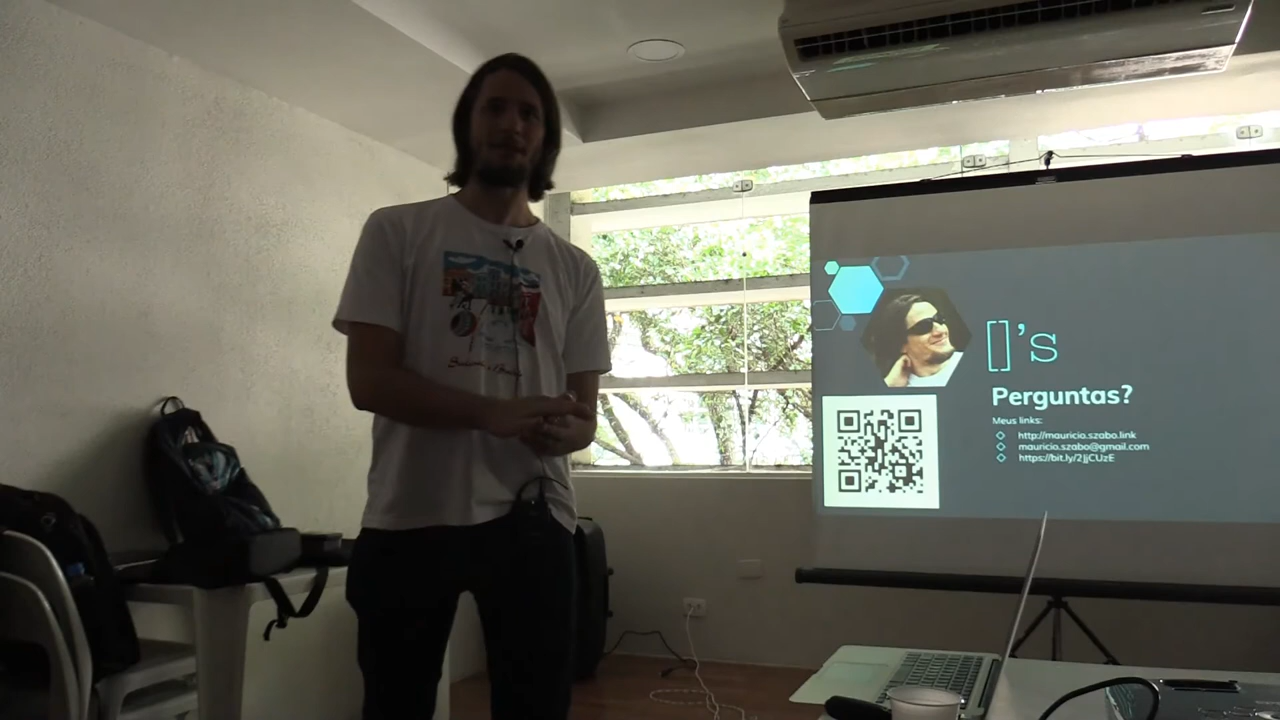 []'s
Perguntas?
Meus links:
http://mauricio.szabo.link
mauricio.szabo@gmail.com
https://bit.ly/2JjCUzE